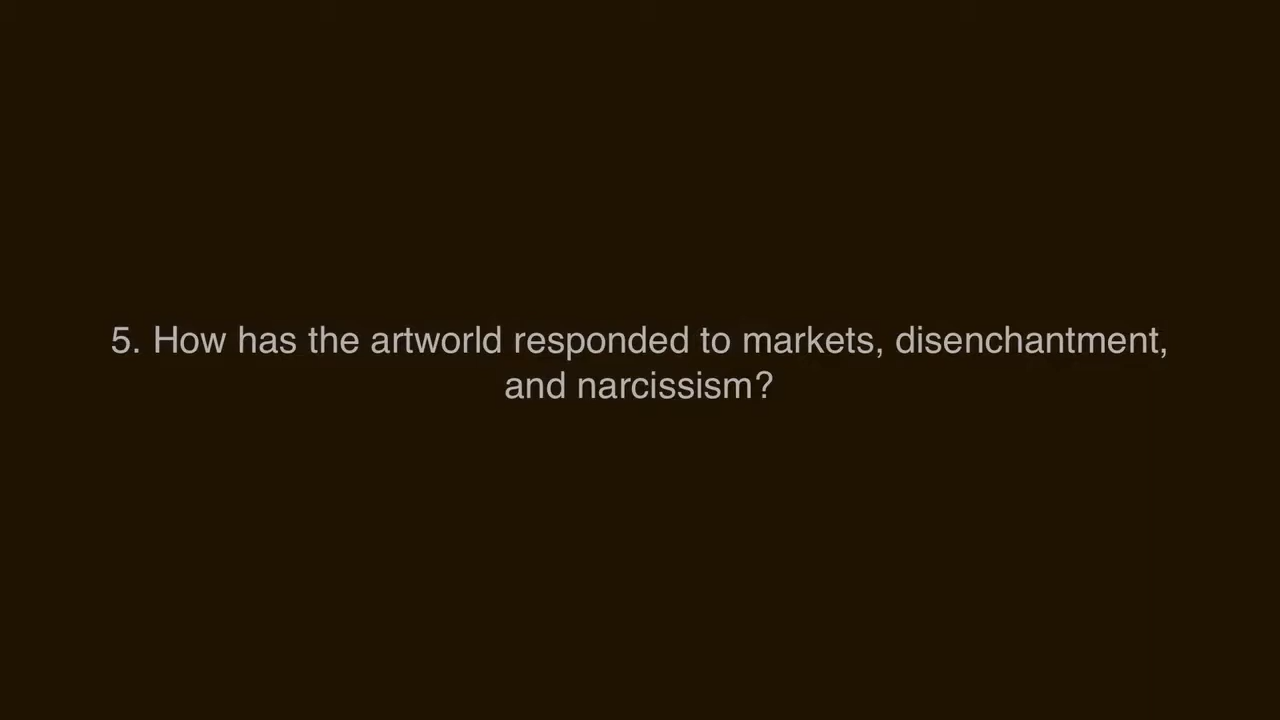 5. How has the artworld responded to markets, disenchantment,
and narcissism?